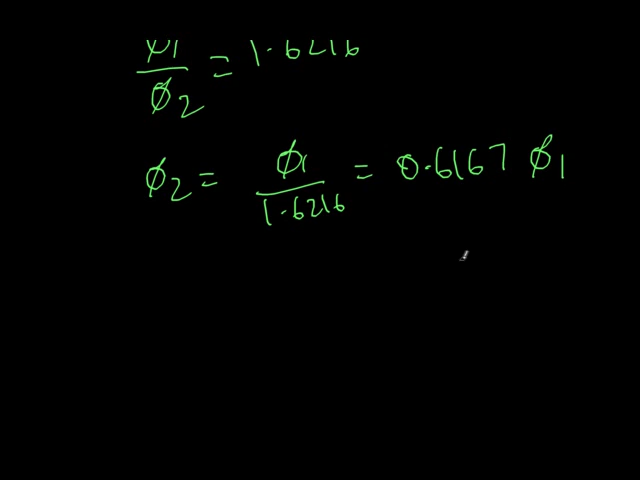 ϕ1/ϕ2 = 1.6216
ϕ2 = ϕ1/1.6216 = 0.6167 ϕ1